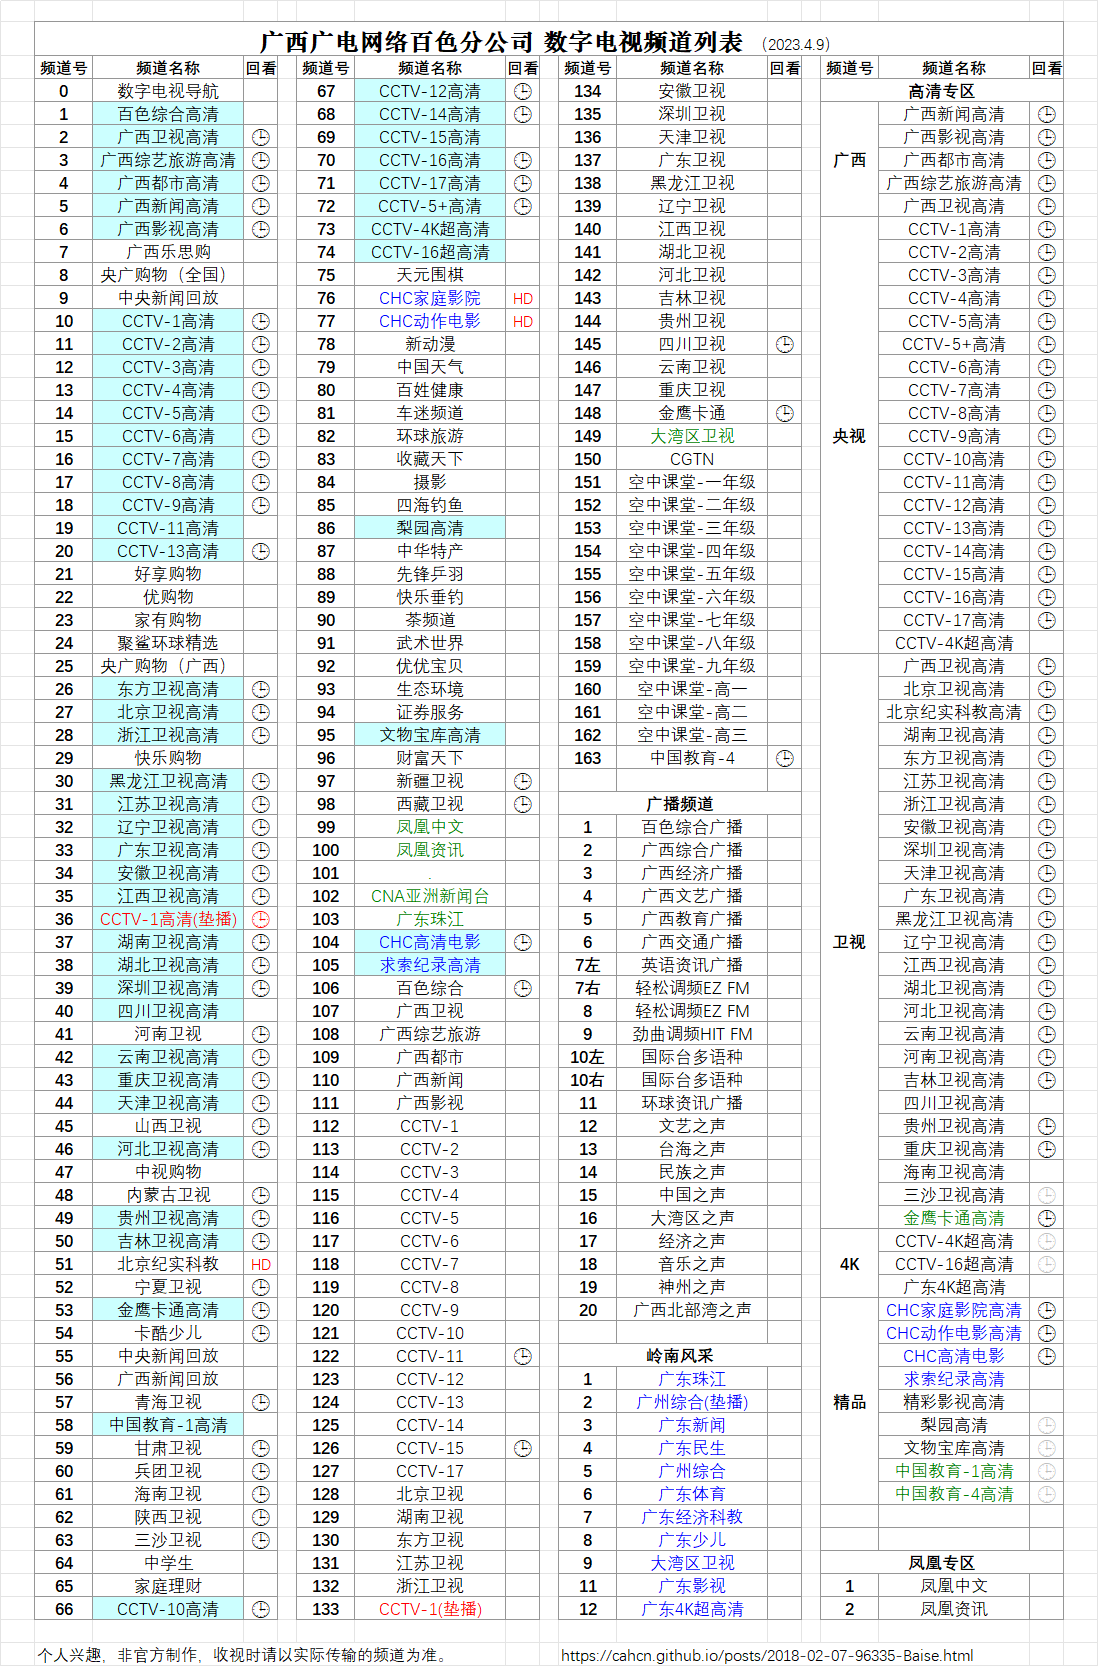 广西广电网络百色分公司 数字电视频道列表 （2023.4.9）
频道号 频道名称 回看
0 数字电视导航
1 百色综合高清
2 广西卫视高清
3 广西综艺旅游高清
4 广西都市高清
5 广西新闻高清
6 广西影视高清
7 广西乐思购
8 央广购物（全国）
9 中央新闻回放
10 CCTV-1高清
11 CCTV-2高清
12 CCTV-3高清
13 CCTV-4高清
14 CCTV-5高清
15 CCTV-6高清
16 CCTV-7高清
17 CCTV-8高清
18 CCTV-9高清
19 CCTV-11高清
20 CCTV-13高清
21 好享购物
22 优购物
23 家有购物
24 聚鲨环球精选
25 央广购物（广西）
26 东方卫视高清
27 北京卫视高清
28 浙江卫视高清
29 快乐购物
30 黑龙江卫视高清
31 江苏卫视高清
32 辽宁卫视高清
33 广东卫视高清
34 安徽卫视高清
35 江西卫视高清
36 CCTV-1高清(垫播)
37 湖南卫视高清
38 湖北卫视高清
39 深圳卫视高清
40 四川卫视高清
41 河南卫视
42 云南卫视高清
43 重庆卫视高清
44 天津卫视高清
45 山西卫视
46 河北卫视高清
47 中视购物
48 内蒙古卫视
49 贵州卫视高清
50 吉林卫视高清
51 北京纪实科教 HD
52 宁夏卫视
53 金鹰卡通高清
54 卡酷少儿
55 中央新闻回放
56 广西新闻回放
57 青海卫视
58 中国教育-1高清
59 甘肃卫视
60 兵团卫视
61 海南卫视
62 陕西卫视
63 三沙卫视
64 中学生
65 家庭理财
66 CCTV-10高清
频道号 频道名称 回看
67 CCTV-12高清
68 CCTV-14高清
69 CCTV-15高清
70 CCTV-16高清
71 CCTV-17高清
72 CCTV-5+高清
73 CCTV-4K超高清
74 CCTV-16超高清
75 天元围棋
76 CHC家庭影院 HD
77 CHC动作电影 HD
78 新动漫
79 中国天气
80 百姓健康
81 车迷频道
82 环球旅游
83 收藏天下
84 摄影
85 四海钓鱼
86 梨园高清
87 中华特产
88 先锋乒羽
89 快乐垂钓
90 茶频道
91 武术世界
92 优优宝贝
93 生态环境
94 证券服务
95 文物宝库高清
96 财富天下
97 新疆卫视
98 西藏卫视
99 凤凰中文
100 凤凰资讯
101 .
102 CNA亚洲新闻台
103 广东珠江
104 CHC高清电影
105 求索纪录高清
106 百色综合
107 广西卫视
108 广西综艺旅游
109 广西都市
110 广西新闻
111 广西影视
112 CCTV-1
113 CCTV-2
114 CCTV-3
115 CCTV-4
116 CCTV-5
117 CCTV-6
118 CCTV-7
119 CCTV-8
120 CCTV-9
121 CCTV-10
122 CCTV-11
123 CCTV-12
124 CCTV-13
125 CCTV-14
126 CCTV-15
127 CCTV-17
128 北京卫视
129 湖南卫视
130 东方卫视
131 江苏卫视
132 浙江卫视
133 CCTV-1(垫播)
频道号 频道名称 回看
134 安徽卫视
135 深圳卫视
136 天津卫视
137 广东卫视
138 黑龙江卫视
139 辽宁卫视
140 江西卫视
141 湖北卫视
142 河北卫视
143 吉林卫视
144 贵州卫视
145 四川卫视
146 云南卫视
147 重庆卫视
148 金鹰卡通
149 大湾区卫视
150 CGTN
151 空中课堂-一年级
152 空中课堂-二年级
153 空中课堂-三年级
154 空中课堂-四年级
155 空中课堂-五年级
156 空中课堂-六年级
157 空中课堂-七年级
158 空中课堂-八年级
159 空中课堂-九年级
160 空中课堂-高一
161 空中课堂-高二
162 空中课堂-高三
163 中国教育-4
广播频道
1 百色综合广播
2 广西综合广播
3 广西经济广播
4 广西文艺广播
5 广西教育广播
6 广西交通广播
7左 英语资讯广播
7右 轻松调频EZ FM
8 轻松调频EZ FM
9 劲曲调频HIT FM
10左 国际台多语种
10右 国际台多语种
11 环球资讯广播
12 文艺之声
13 台海之声
14 民族之声
15 中国之声
16 大湾区之声
17 经济之声
18 音乐之声
19 神州之声
20 广西北部湾之声
岭南风采
1 广东珠江
2 广州综合(垫播)
3 广东新闻
4 广东民生
5 广州综合
6 广东体育
7 广东经济科教
8 广东少儿
9 大湾区卫视
11 广东影视
12 广东4K超高清
频道号 频道名称 回看
高清专区
广西
广西新闻高清
广西影视高清
广西都市高清
广西综艺旅游高清
广西卫视高清
央视
CCTV-1高清
CCTV-2高清
CCTV-3高清
CCTV-4高清
CCTV-5高清
CCTV-5+高清
CCTV-6高清
CCTV-7高清
CCTV-8高清
CCTV-9高清
CCTV-10高清
CCTV-11高清
CCTV-12高清
CCTV-13高清
CCTV-14高清
CCTV-15高清
CCTV-16高清
CCTV-17高清
CCTV-4K超高清
卫视
广西卫视高清
北京卫视高清
北京纪实科教高清
湖南卫视高清
东方卫视高清
江苏卫视高清
浙江卫视高清
安徽卫视高清
深圳卫视高清
天津卫视高清
广东卫视高清
黑龙江卫视高清
辽宁卫视高清
江西卫视高清
湖北卫视高清
河北卫视高清
云南卫视高清
河南卫视高清
吉林卫视高清
四川卫视高清
贵州卫视高清
重庆卫视高清
海南卫视高清
三沙卫视高清
金鹰卡通高清
4K
CCTV-4K超高清
CCTV-16超高清
广东4K超高清
精品
CHC家庭影院高清
CHC动作电影高清
CHC高清电影
求索纪录高清
精彩影视高清
梨园高清
文物宝库高清
中国教育-1高清
中国教育-4高清
凤凰专区
1 凤凰中文
2 凤凰资讯
个人兴趣，非官方制作，收视时请以实际传输的频道为准。
https://cahcn.github.io/posts/2018-02-07-96335-Baise.html